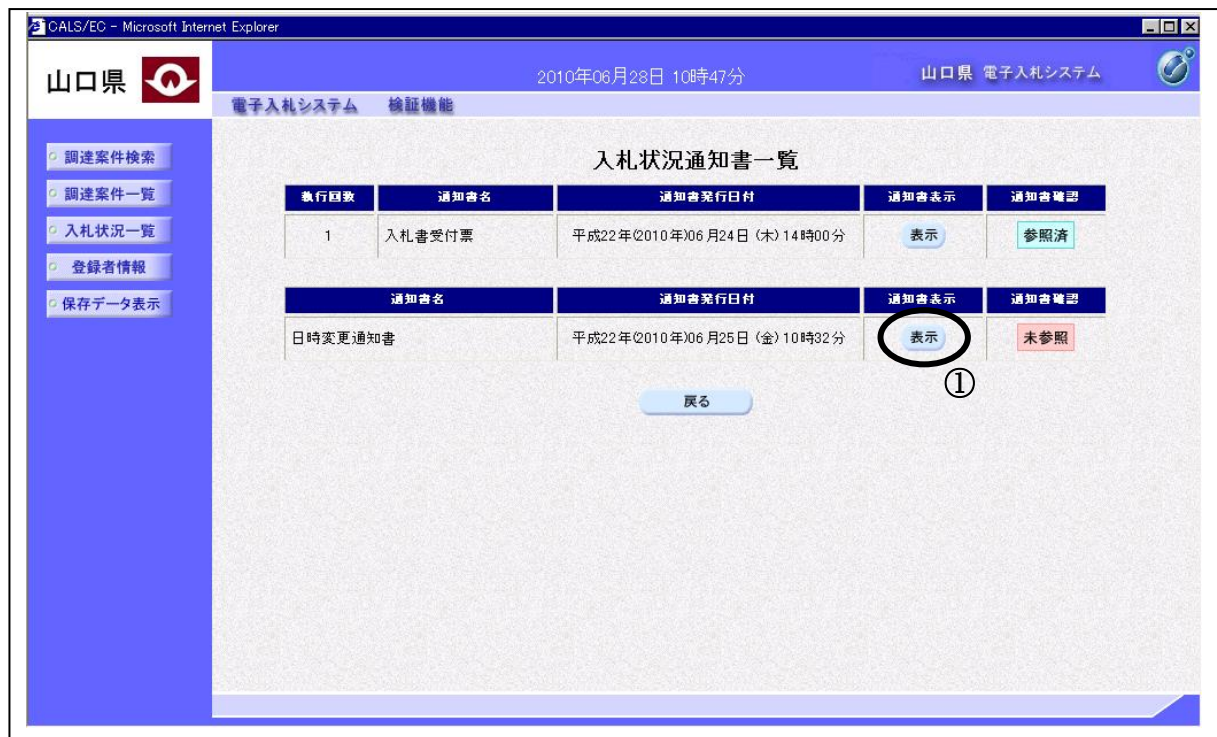 CALS/EC - Microsoft Internet Explorer
山口県
2010年06月28日 10時47分
山口県 電子入札システム
電子入札システム 検証機能
調達案件検索
調達案件一覧
入札状況一覧
登録者情報
保存データ表示
入札状況通知書一覧
執行回数 通知書名 通知書発行日付 通知書表示 通知書確認
1 入札書受付票 平成22年(2010年)06月24日 (木) 14時00分 表示 参照済
通知書名 通知書発行日付 通知書表示 通知書確認
日時変更通知書 平成22年(2010年)06月25日 (金) 10時32分 表示 未参照
①
戻る